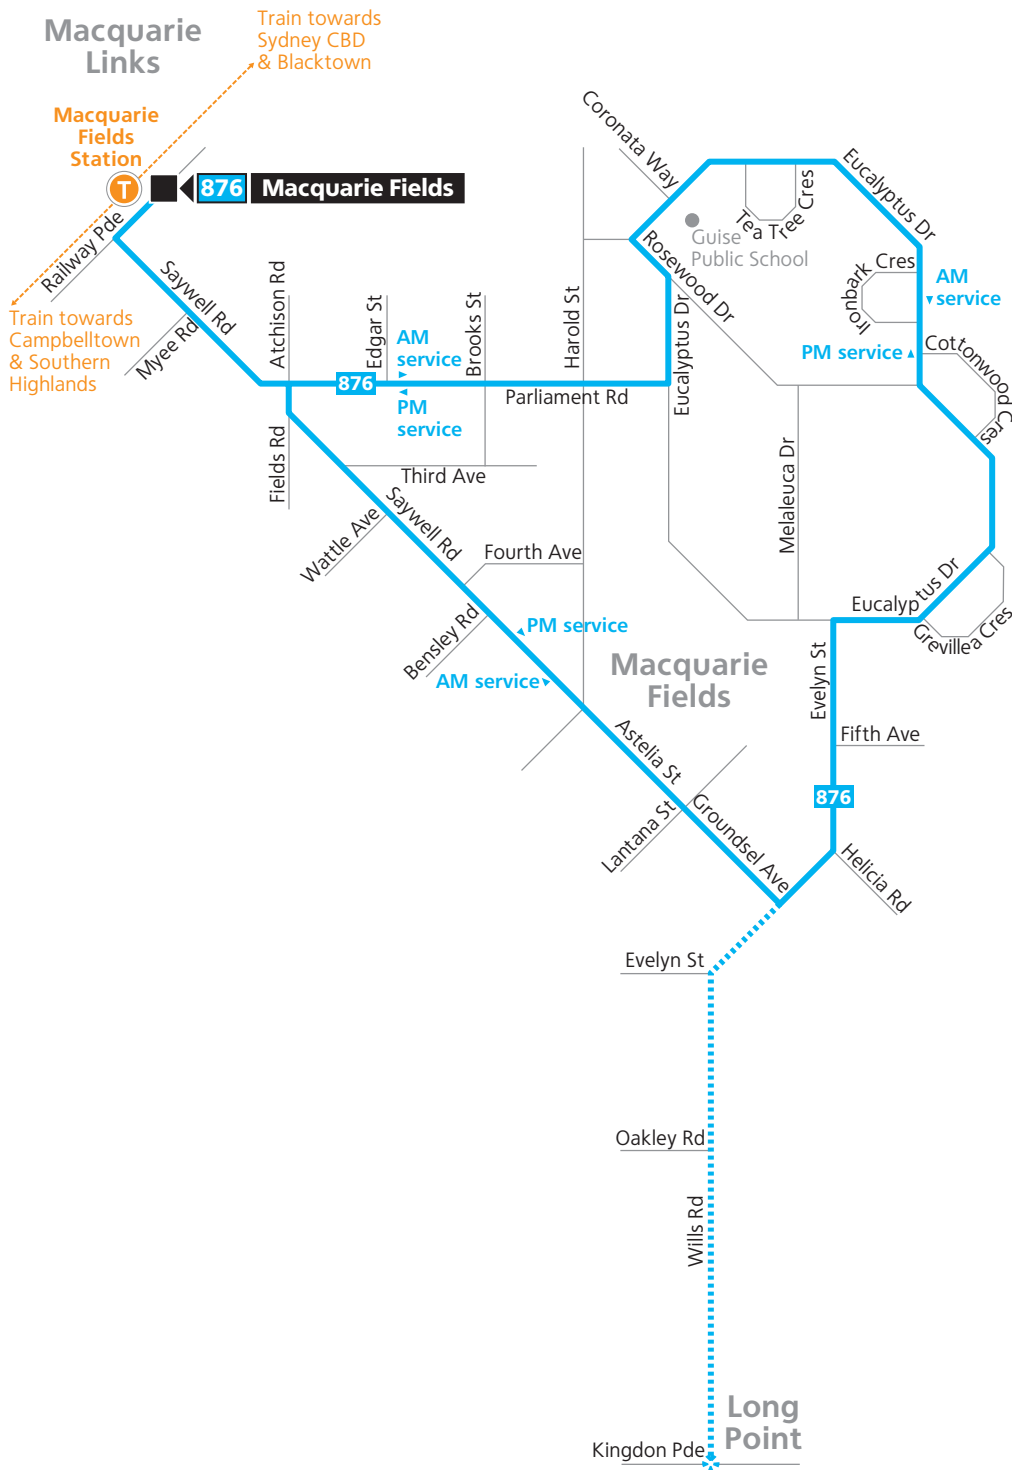 Macquarie
Links
Train towards
Sydney CBD
& Blacktown
Macquarie
Fields
Station
T
876
Macquarie Fields
Railway Pde
Train towards
Campbelltown
& Southern
Highlands
Saywell Rd
Myee Rd
Atchison Rd
Edgar St
AM
service
Brooks St
Harold St
876
PM
service
Parliament Rd
Fields Rd
Third Ave
Coronata Way
Tea Tree Cres
Eucalyptus Dr
Guise
Public School
Rosewood Dr
Eucalyptus Dr
Ironbark
Cres
AM
service
PM service
Cottonwood
Cres
Melaleuca Dr
Wattle Ave
Saywell Rd
Fourth Ave
Bensley Rd
PM service
AM service
Macquarie
Fields
Eucalyptus Dr
Grevillea Cres
Evelyn St
Fifth Ave
876
Astelia St
Lantana St
Groundsel Ave
Helicia Rd
Evelyn St
Oakley Rd
Wills Rd
Long
Point
Kingdon Pde